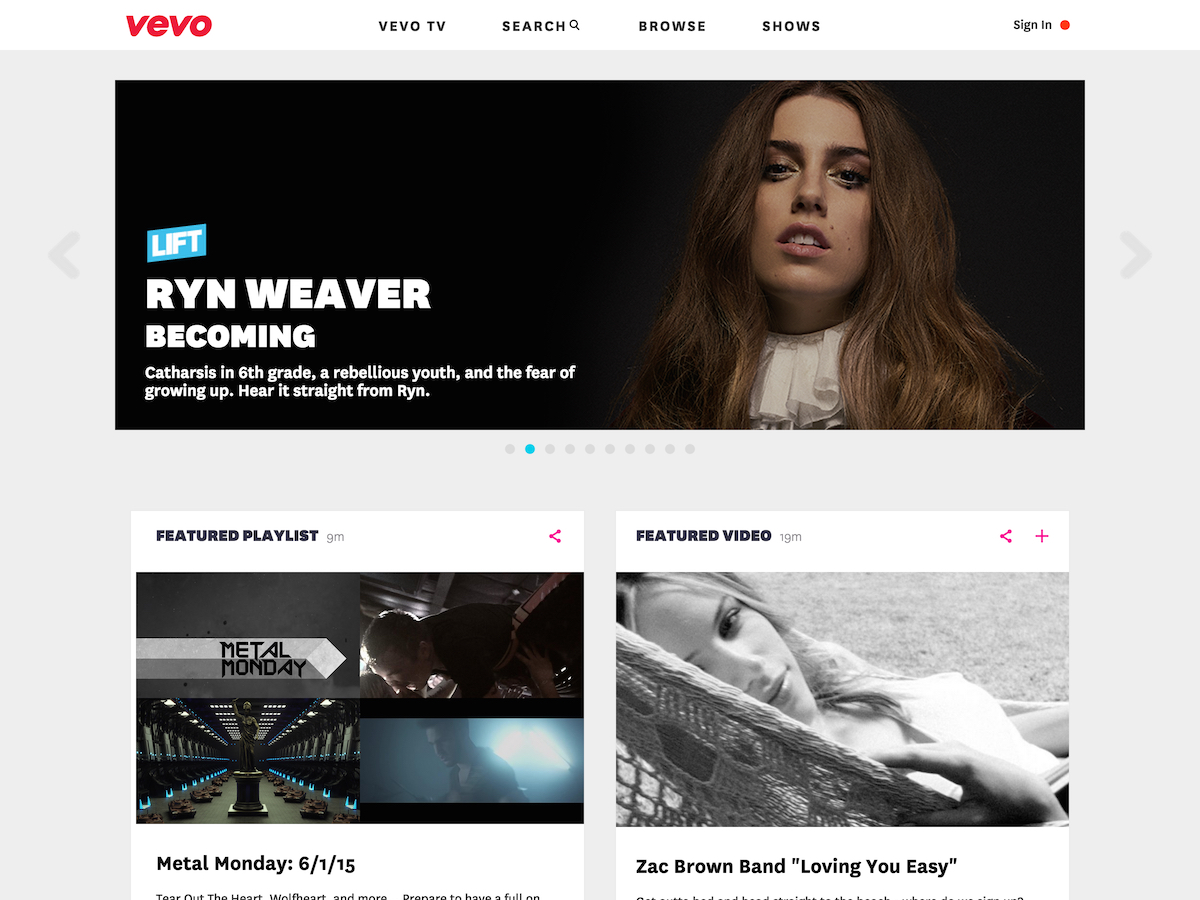 vevo
VEVO TV
SEARCH
BROWSE
SHOWS
Sign In
LIFT
RYN WEAVER
BECOMING
Catharsis in 6th grade, a rebellious youth, and the fear of
growing up. Hear it straight from Ryn.
FEATURED PLAYLIST 9m
METAL
MONDAY
Metal Monday: 6/1/15
Tear Out The Heart, Wolfheart, and more... Prepare to have a full on
FEATURED VIDEO 19m
Zac Brown Band "Loving You Easy"
Get outta bed and head straight to the beach - where do we sign up?